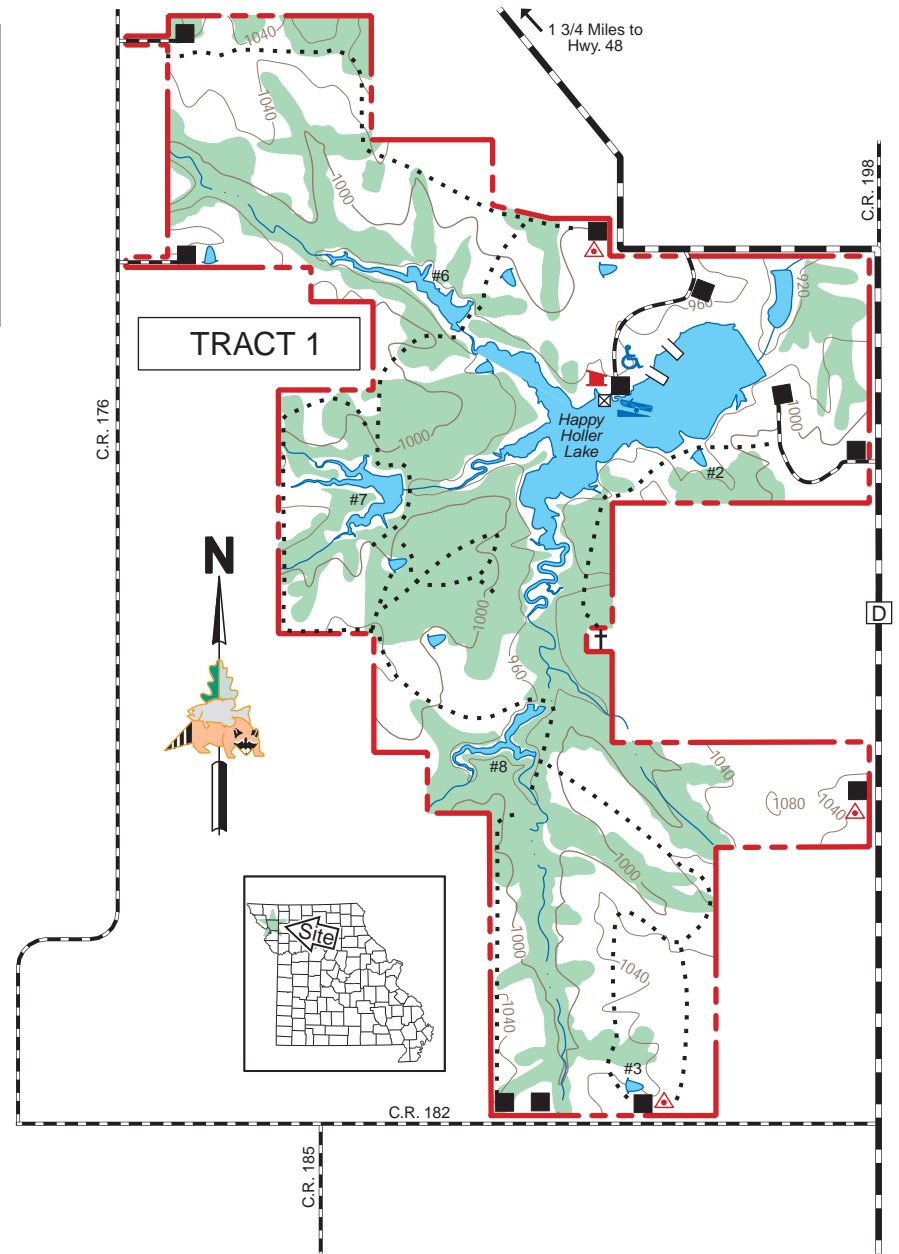 1040
1 3/4 Miles to
Hwy. 48
1040
C.R. 198
1000
#6
920
960
TRACT 1
C.R. 176
Happy
Holler
Lake
1000
1000
#2
#7
N
1000
D
960
#8
1040
1080
1040
1000
Site
1000
1040
1040
#3
C.R. 182
C.R. 185